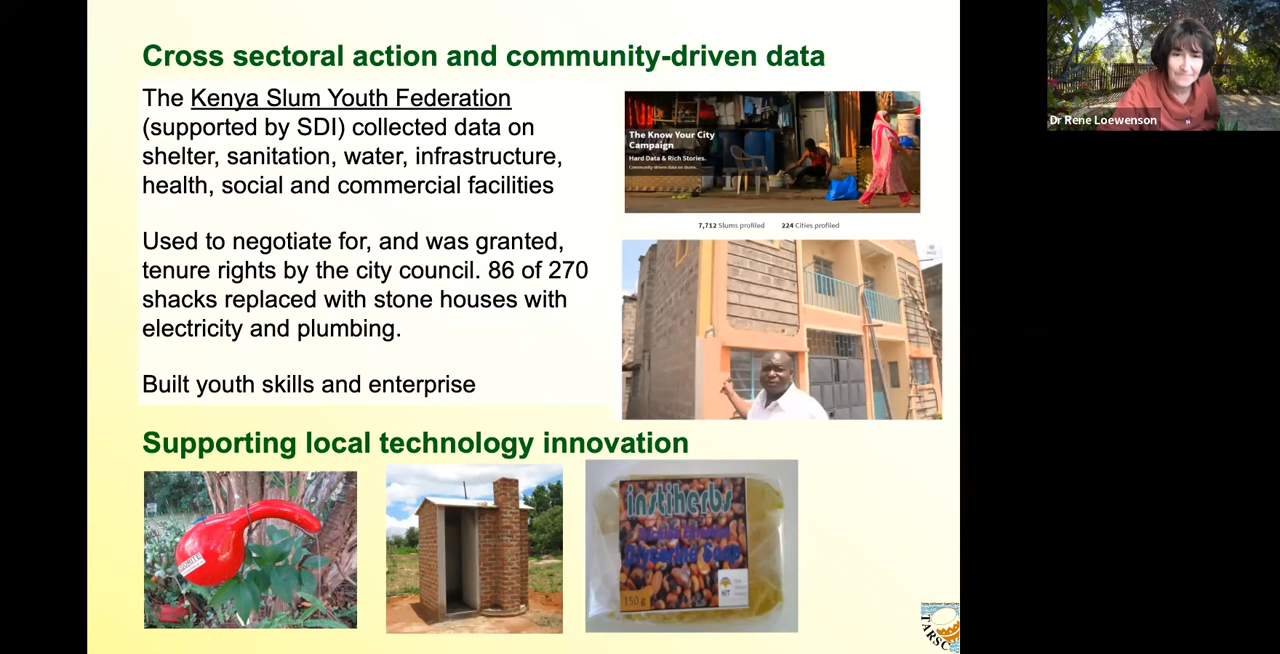 Cross sectoral action and community-driven data
The Kenya Slum Youth Federation
(supported by SDI) collected data on
shelter, sanitation, water, infrastructure,
health, social and commercial facilities
Used to negotiate for, and was granted,
tenure rights by the city council. 86 of 270
shacks replaced with stone houses with
electricity and plumbing.
Built youth skills and enterprise
The Know Your City
Campaign
Hard Data & Rich Stories.
Community-driven data on slums.
7,712 Slums profiled 224 Cities profiled
Supporting local technology innovation
instiherbs
Glycerine Soap
HIT
150 g
TARSC
Dr Rene Loewenson